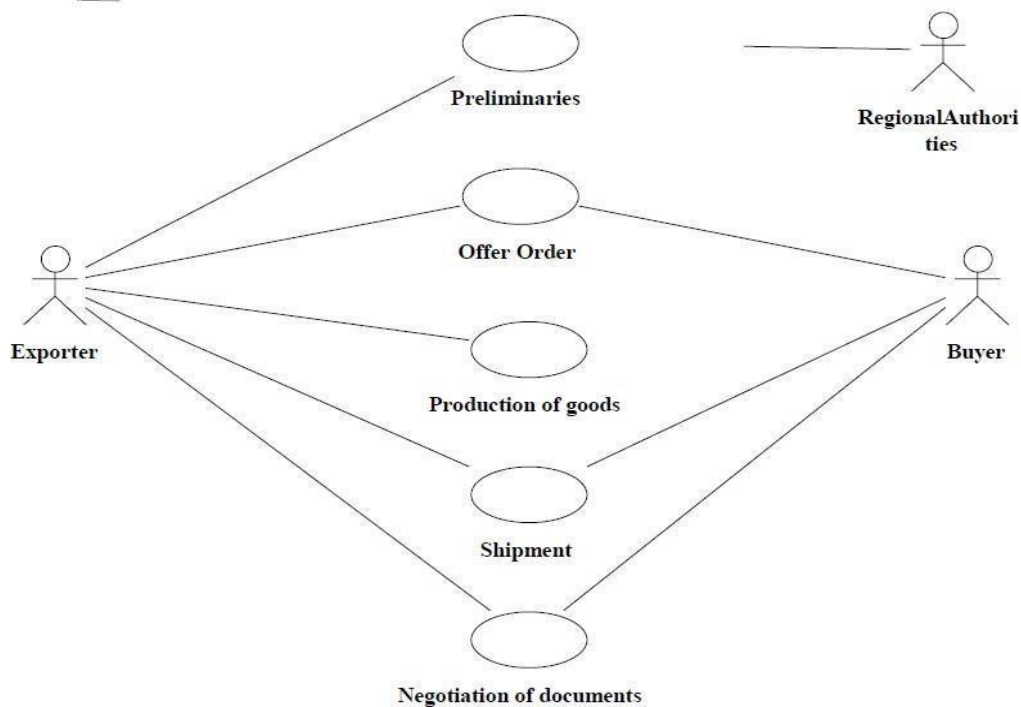 Preliminaries
RegionalAuthori
ties
Offer Order
Exporter
Buyer
Production of goods
Shipment
Negotiation of documents